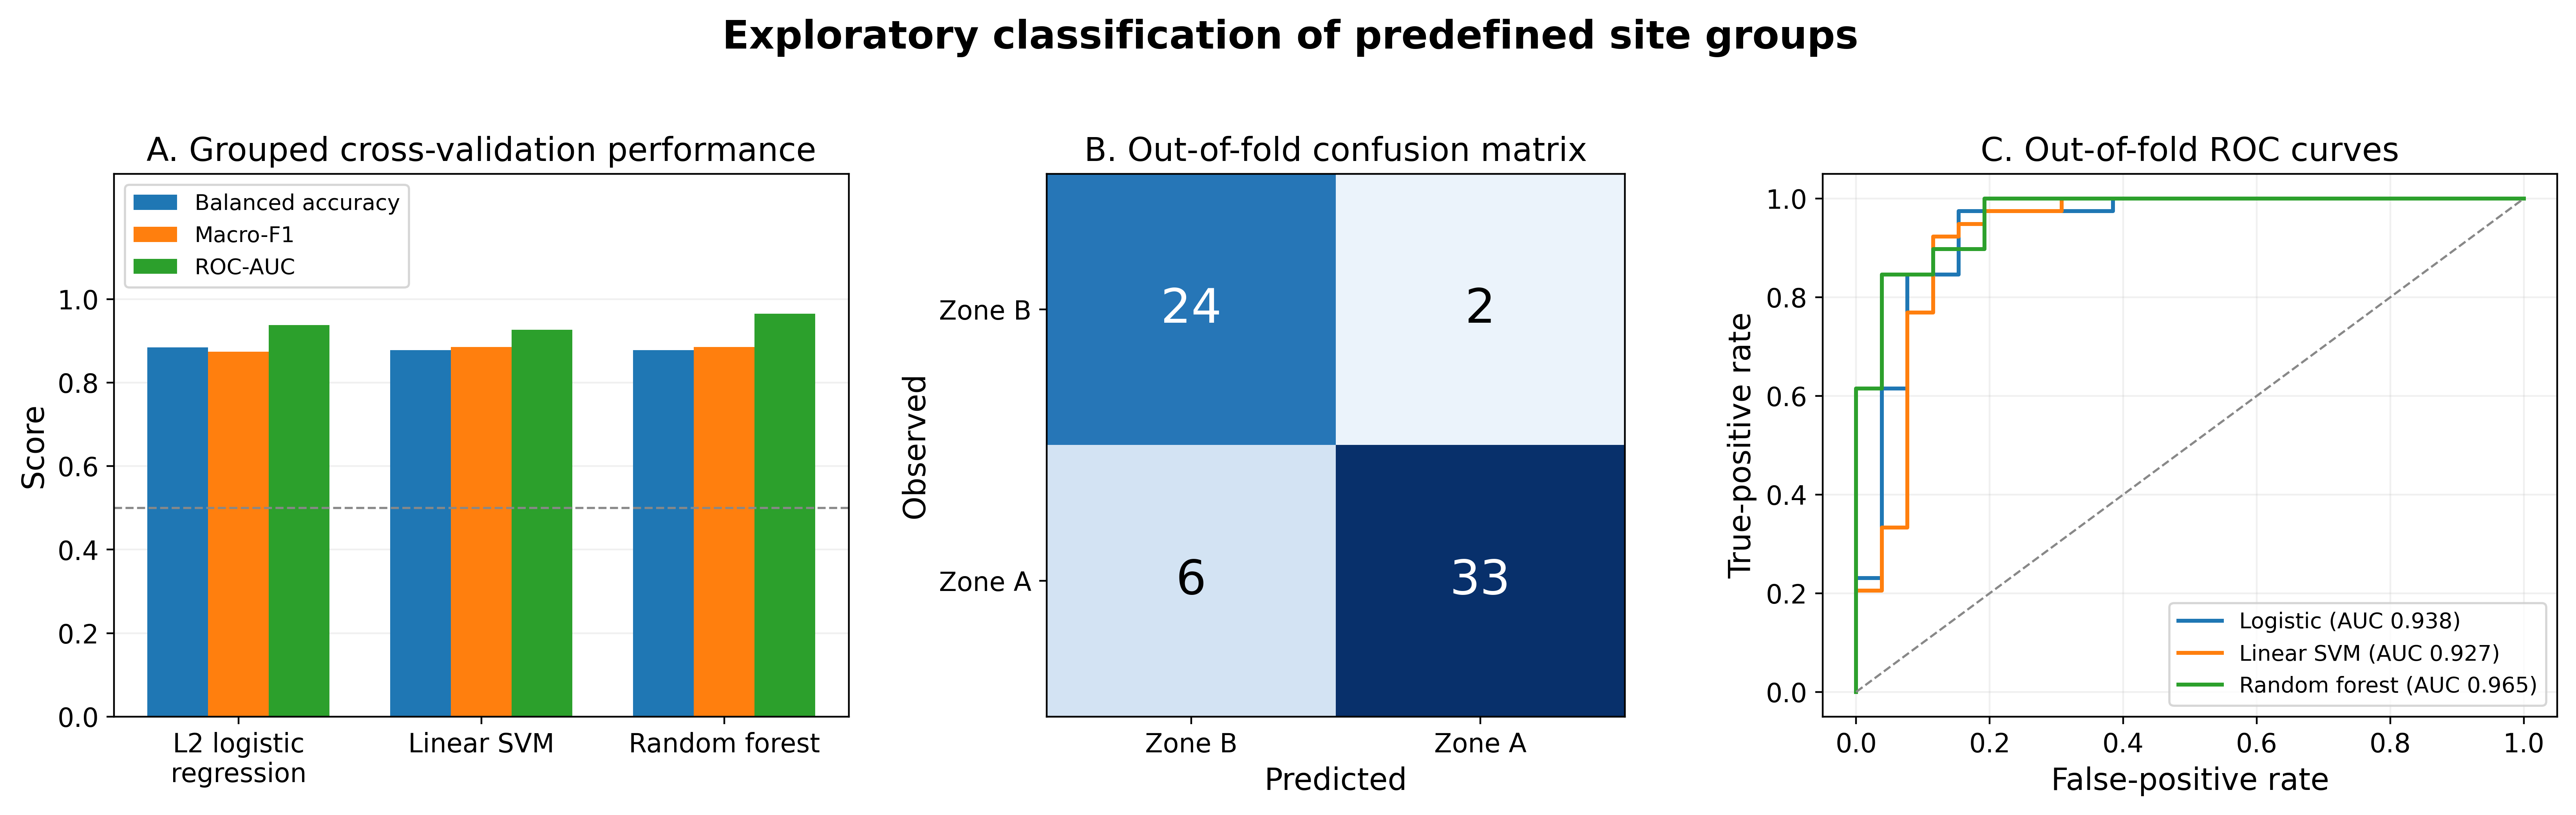 Exploratory classification of predefined site groups
A. Grouped cross-validation performance
Balanced accuracy
Macro-F1
ROC-AUC
Score
1.0
0.8
0.6
0.4
0.2
0.0
L2 logistic
regression
Linear SVM
Random forest
B. Out-of-fold confusion matrix
Observed
Zone B
24
2
Zone A
6
33
Zone B
Zone A
Predicted
C. Out-of-fold ROC curves
True-positive rate
1.0
0.8
0.6
0.4
0.2
0.0
Logistic (AUC 0.938)
Linear SVM (AUC 0.927)
Random forest (AUC 0.965)
0.0
0.2
0.4
0.6
0.8
1.0
False-positive rate